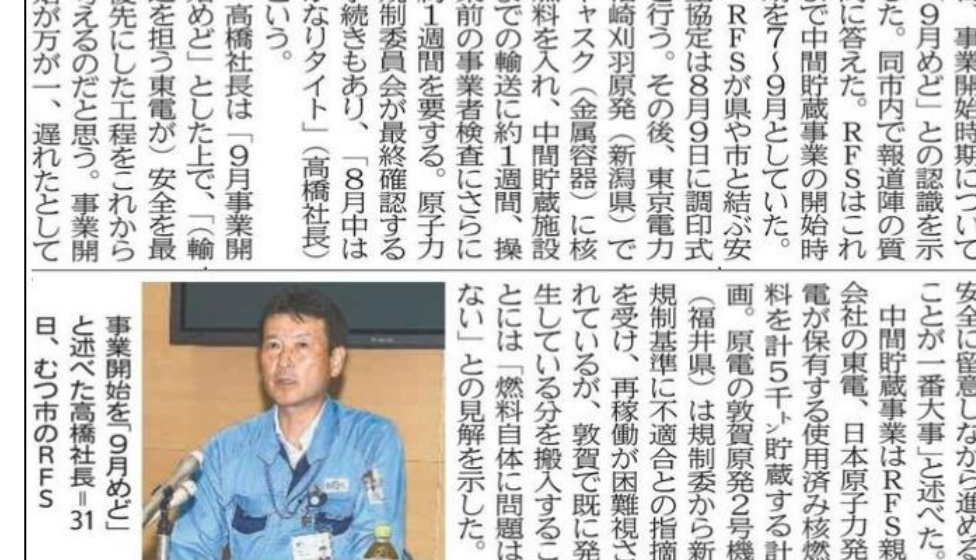 、事業開始時期について
「９月めど」との認識を示
した。同市内で報道陣の質
問に答えた。ＲＦＳはこれ
まで中間貯蔵事業の開始時
期を７〜９月としていた。
ＲＦＳが県や市と結ぶ安
全協定は８月９日に調印式
を行う。その後、東京電力
柏崎刈羽原発（新潟県）で
キャスク（金属容器）に核
燃料を入れ、中間貯蔵施設
までの輸送に約１週間、操
業前の事業者検査にさらに
約１週間を要する。原子力
規制委員会が最終確認する
手続きもあり、「８月中は
かなりタイト」（高橋社長）
という。
高橋社長は「９月事業開
始めど」とした上で、「（輸
送を担う東電が）安全を最
優先にした工程をこれから
考えるのだと思う。事業開
始が万が一、遅れたとして
安全に留意しながら進める
ことが一番大事」と述べた。
中間貯蔵事業はＲＦＳ親
会社の東電、日本原子力発
電が保有する使用済み核燃
料を計５千㌧貯蔵する計
画。原電の敦賀原発２号機
（福井県）は規制委から新
規制基準に不適合との指摘
を受け、再稼働が困難視さ
れているが、敦賀で既に発
生している分を搬入するこ
とには「燃料自体に問題は
ない」との見解を示した。
事業開始を「９月めど」
と述べた高橋社長＝31
日、むつ市のＲＦＳ